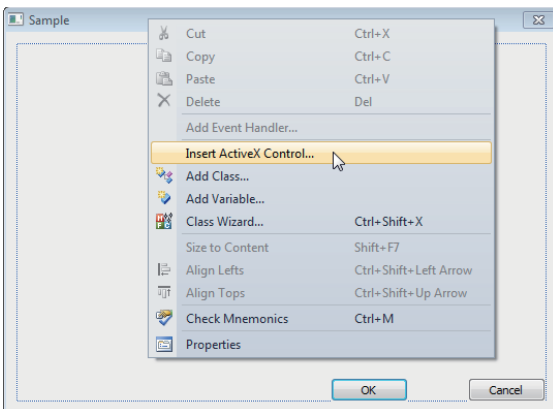 Sample
Cut Ctrl+X
Copy Ctrl+C
Paste Ctrl+V
Delete Del
Add Event Handler...
Insert ActiveX Control...
Add Class...
Add Variable...
Class Wizard... Ctrl+Shift+X
Size to Content Shift+F7
Align Lefts Ctrl+Shift+Left Arrow
Align Tops Ctrl+Shift+Up Arrow
Check Mnemonics Ctrl+M
Properties
OK Cancel